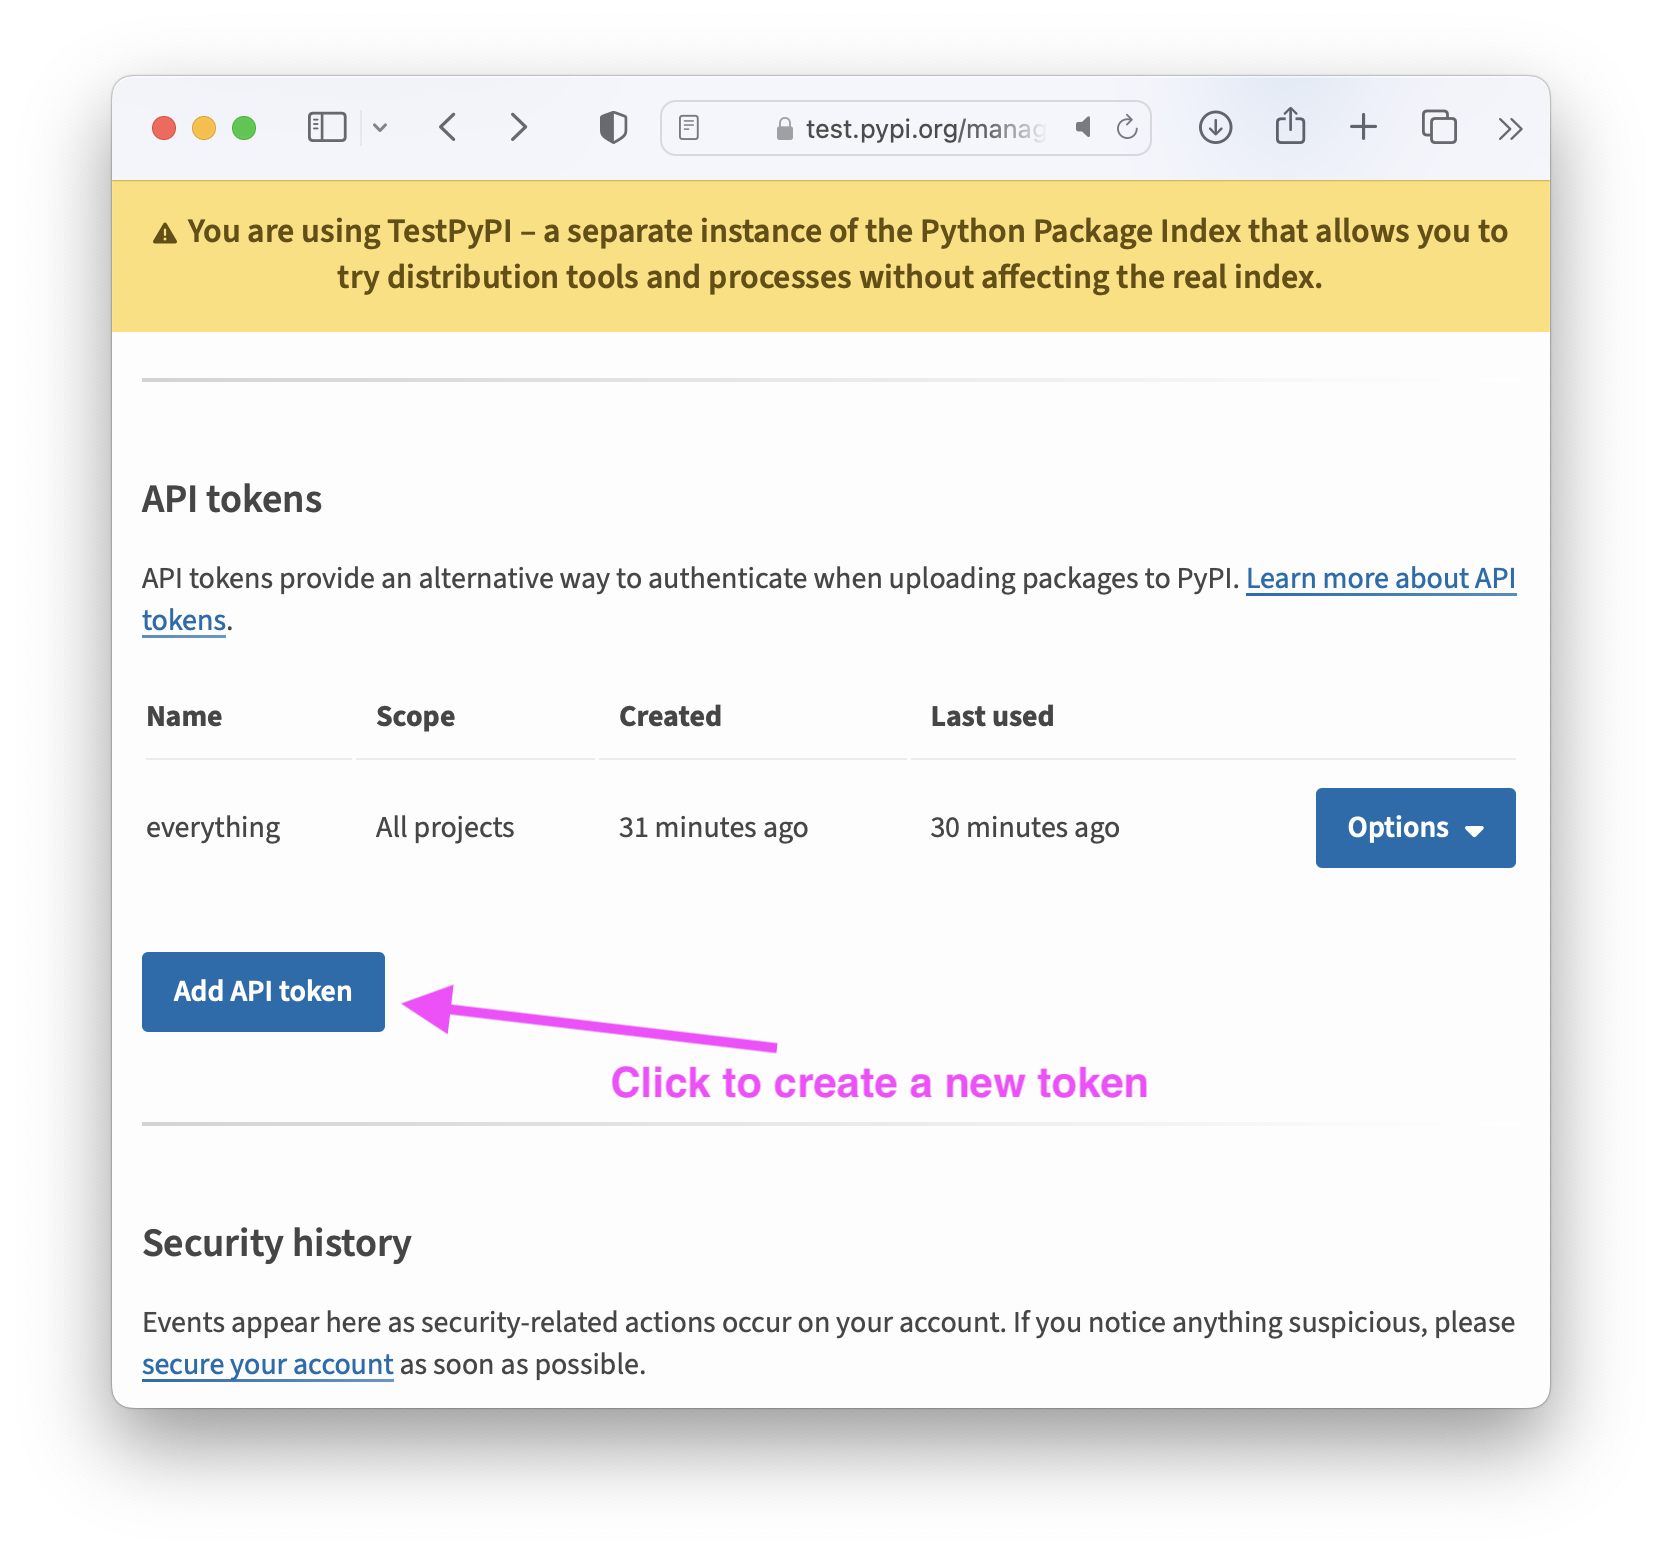 test.pypi.org/manag
You are using TestPyPI – a separate instance of the Python Package Index that allows you to
try distribution tools and processes without affecting the real index.
API tokens
API tokens provide an alternative way to authenticate when uploading packages to PyPI. Learn more about API
tokens.
Name Scope Created Last used
everything All projects 31 minutes ago 30 minutes ago Options
Add API token
Click to create a new token
Security history
Events appear here as security-related actions occur on your account. If you notice anything suspicious, please
secure your account as soon as possible.